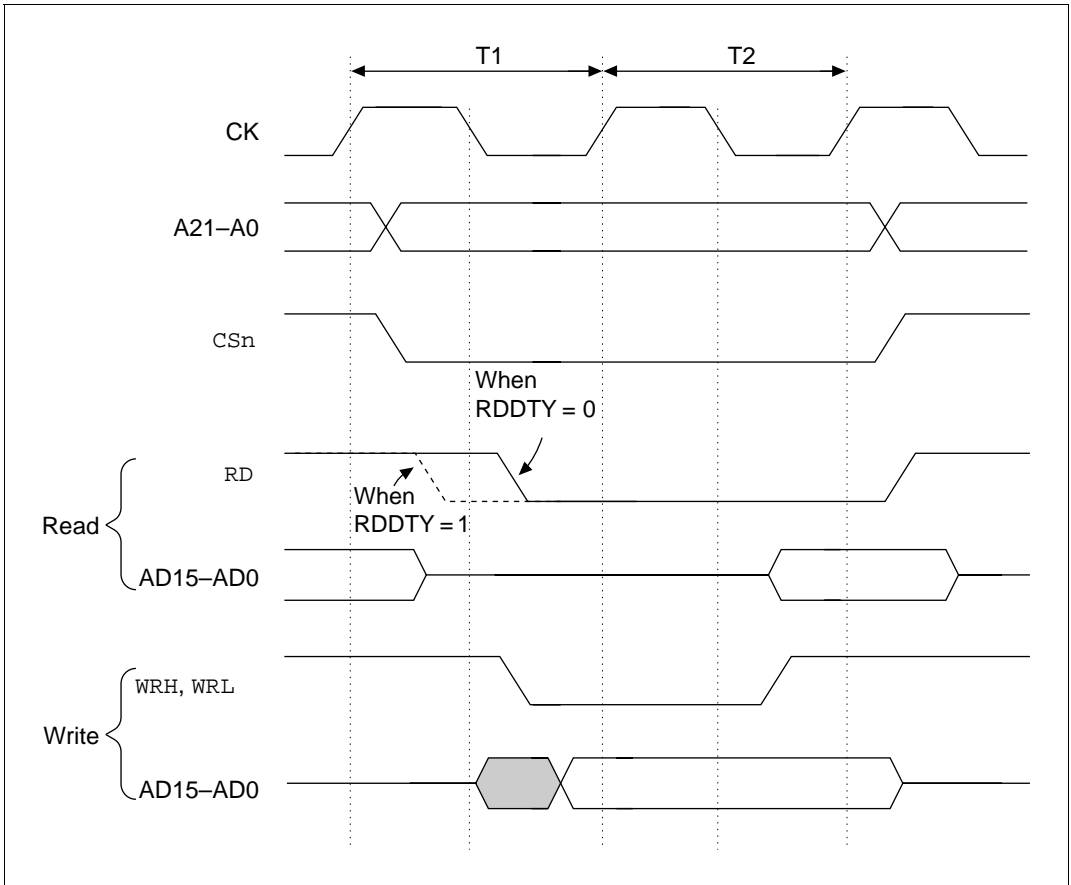 T1
T2
CK
A21–A0
CSn
When
RDDTY = 0
RD
When
RDDTY = 1
Read
AD15–AD0
WRH, WRL
Write
AD15–AD0